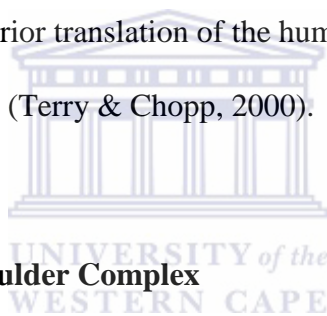 rior translation of the hum
(Terry & Chopp, 2000).
UNIVERSITY of the
ulder Complex
WESTERN CAPE